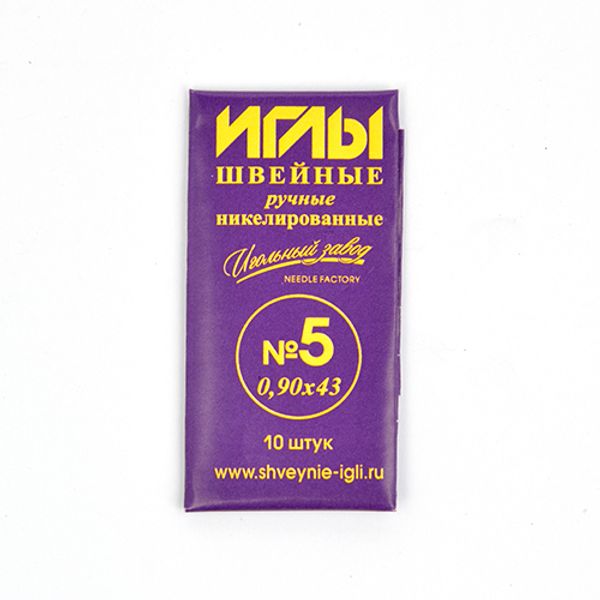 ИГЛЫ
ШВЕЙНЫЕ
ручные
никелированные
Игольный завод
NEEDLE FACTORY
№5
0,90х43
10 штук
www.shveynie-igli.ru